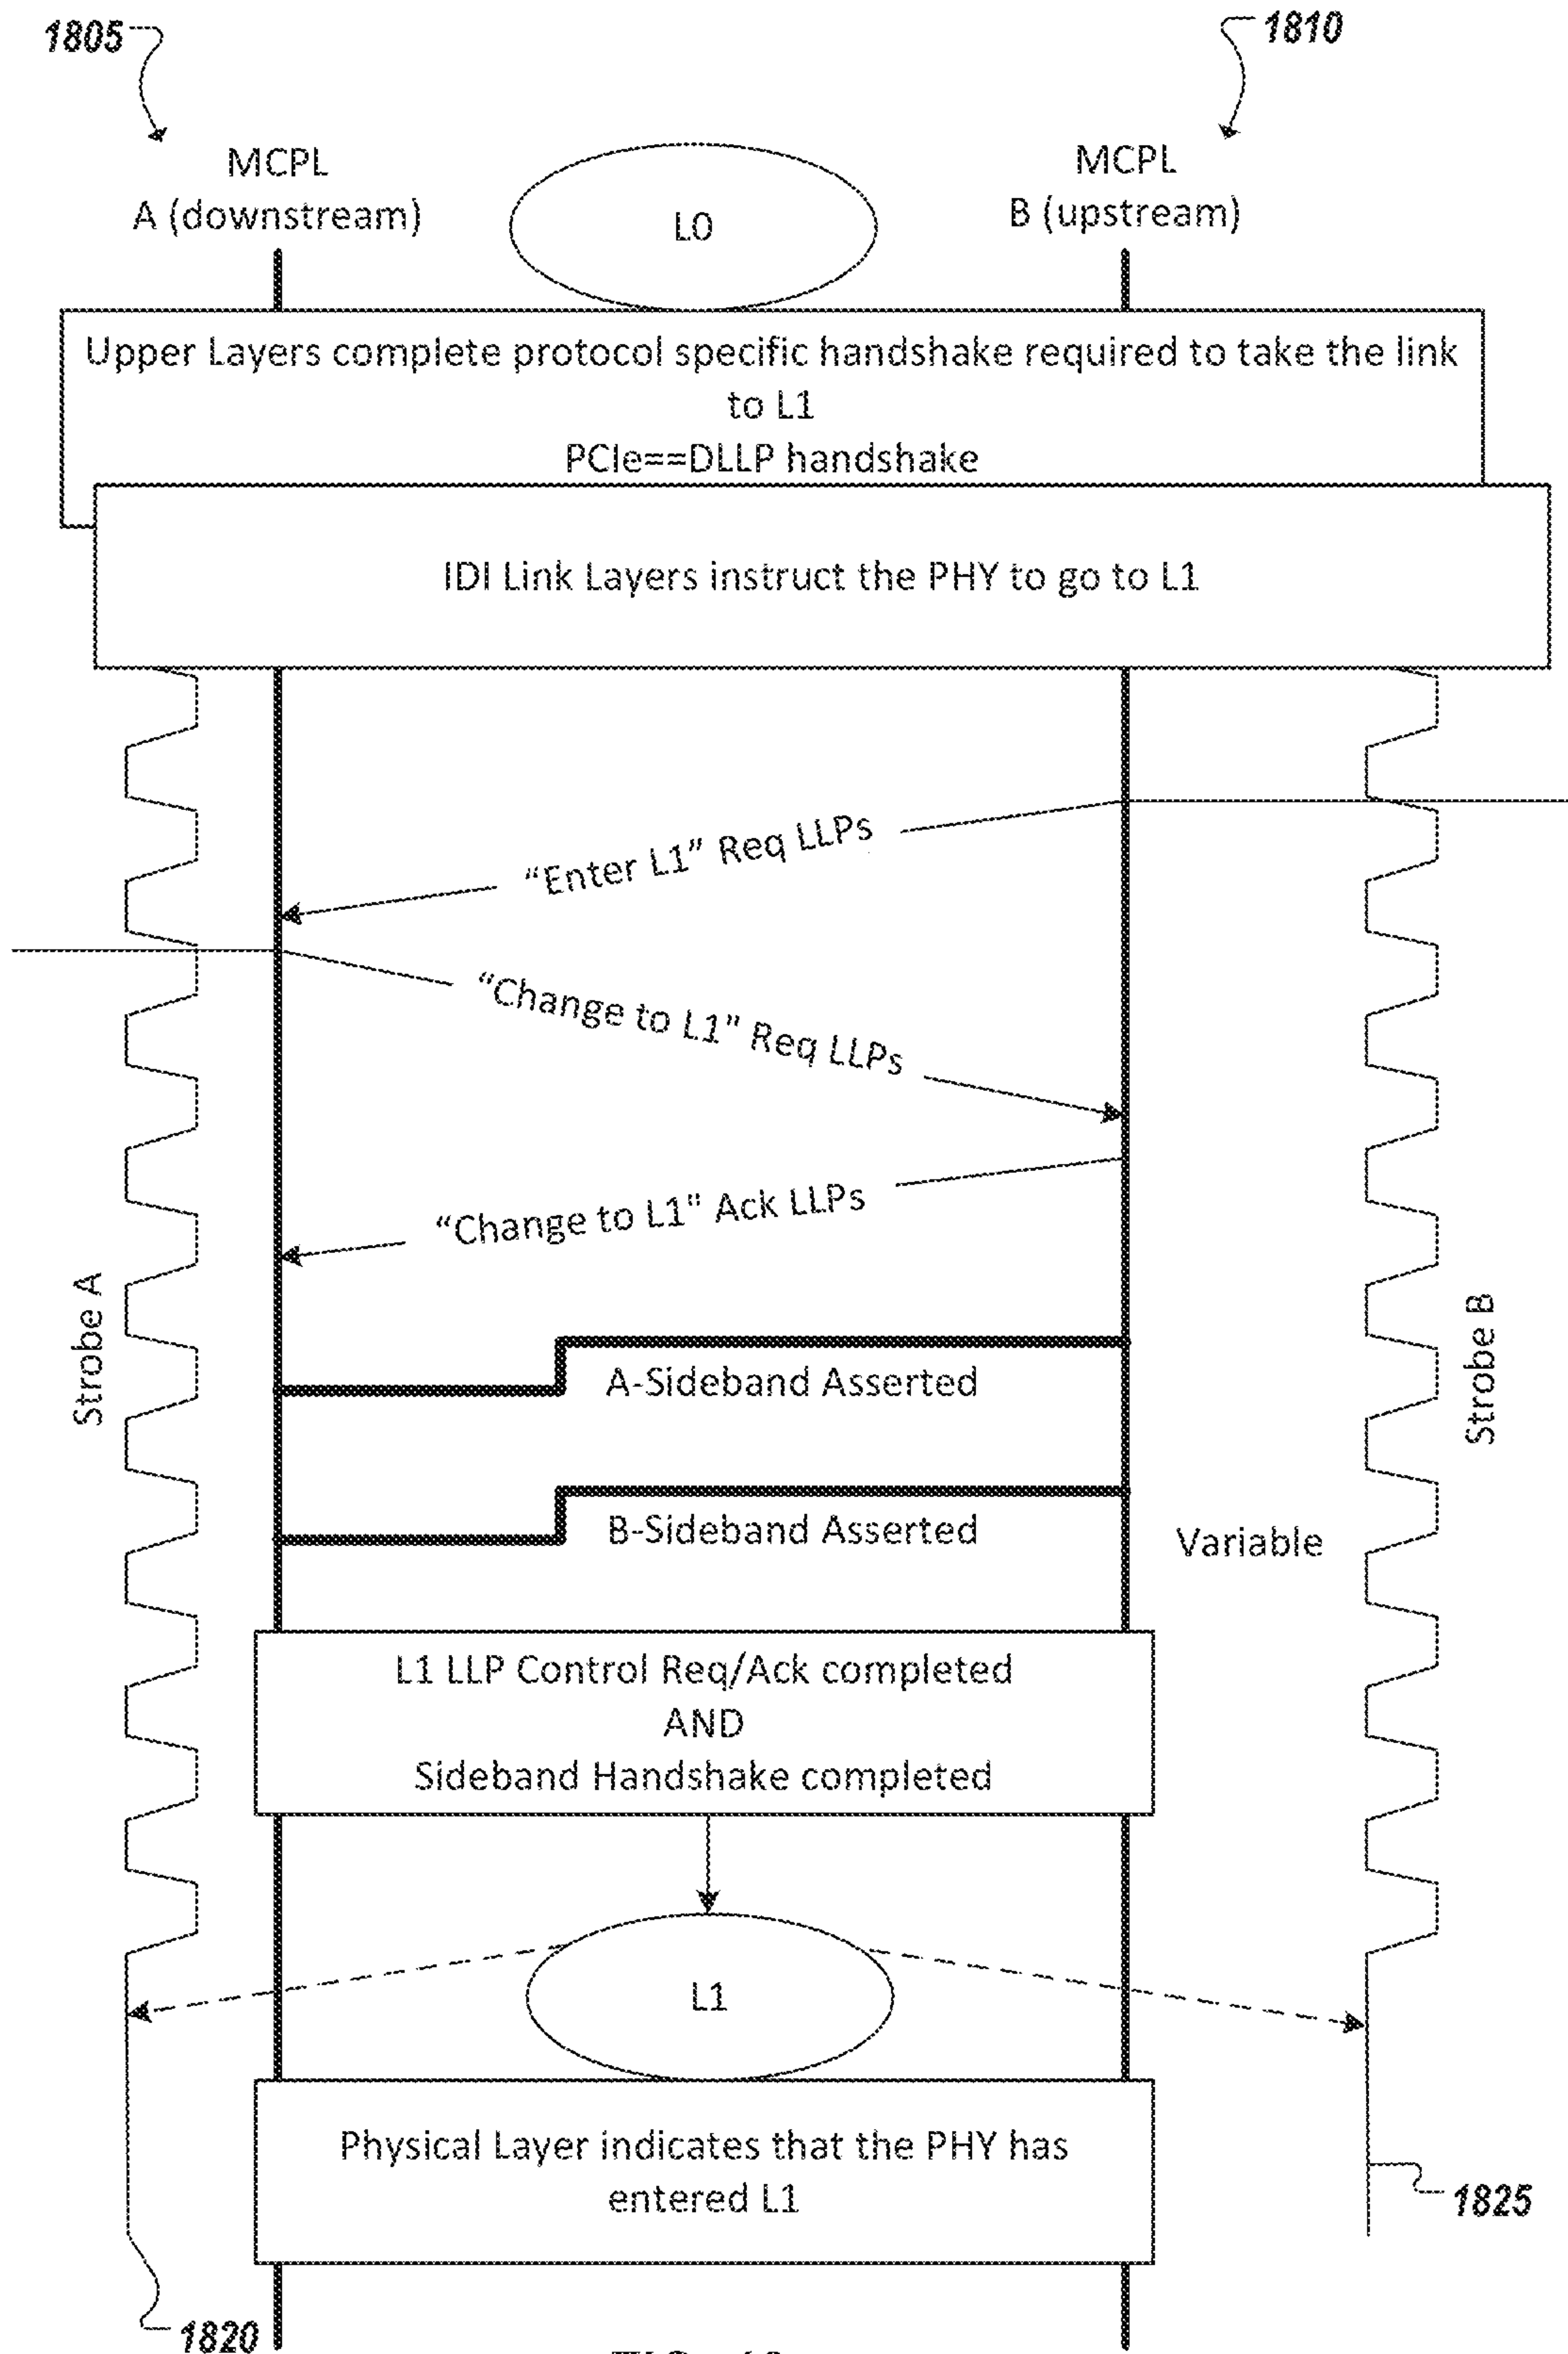 1805
1810
MCPL
A (downstream)
L0
MCPL
B (upstream)
Upper Layers complete protocol specific handshake required to take the link
to L1
PCIe==DLLP handshake
IDI Link Layers instruct the PHY to go to L1
“Enter L1” Req LLPs
“Change to L1” Req LLPs
“Change to L1" Ack LLPs
Strobe A
Strobe B
A-Sideband Asserted
B-Sideband Asserted
Variable
L1 LLP Control Req/Ack completed
AND
Sideband Handshake completed
L1
Physical Layer indicates that the PHY has
entered L1
1825
1820